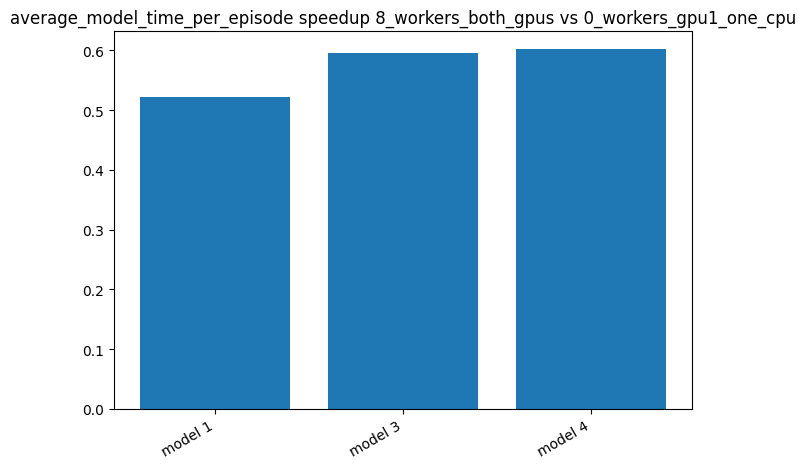 average_model_time_per_episode speedup 8_workers_both_gpus vs 0_workers_gpu1_one_cpu
0.6
0.5
0.4
0.3
0.2
0.1
0.0
model 1
model 3
model 4